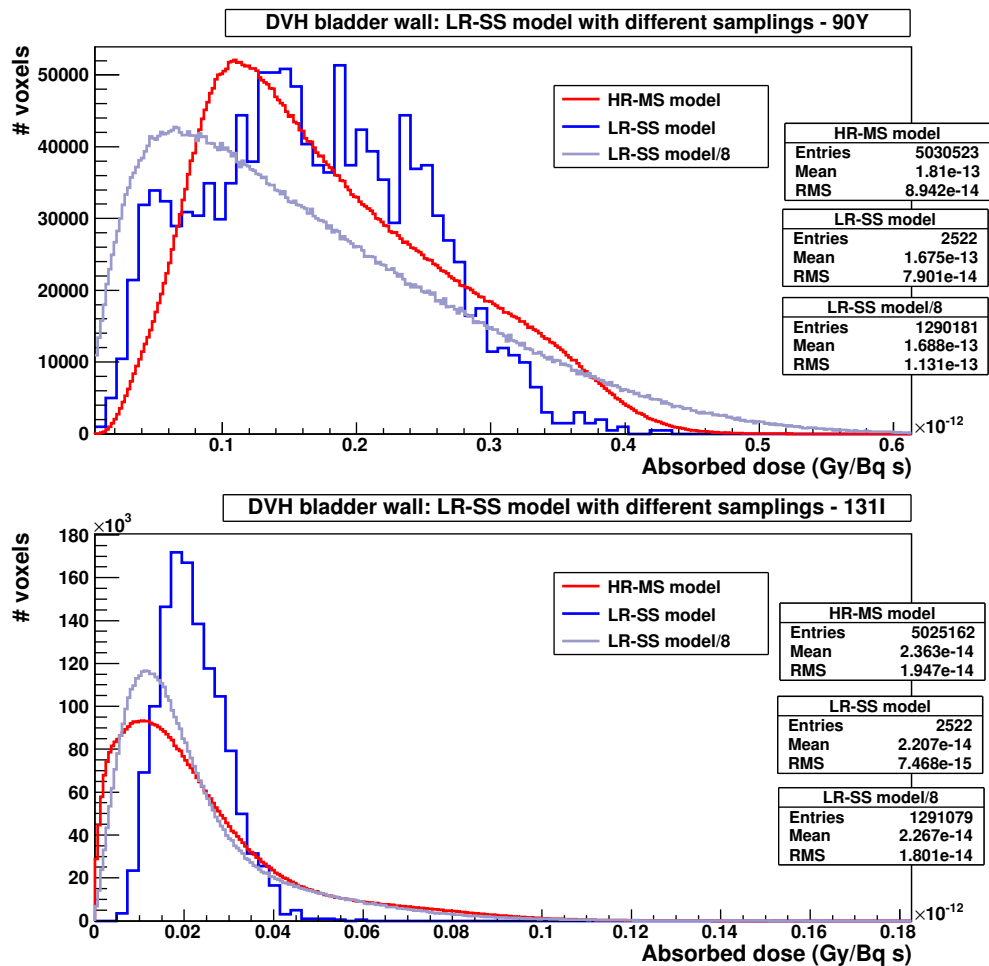 DVH bladder wall: LR-SS model with different samplings - 90Y
# voxels
50000
40000
30000
20000
10000
0
HR-MS model
LR-SS model
LR-SS model/8
HR-MS model
Entries 5030523
Mean 1.81e-13
RMS 8.942e-14
LR-SS model
Entries 2522
Mean 1.675e-13
RMS 7.901e-14
LR-SS model/8
Entries 1290181
Mean 1.688e-13
RMS 1.131e-13
0.1 0.2 0.3 0.4 0.5 0.6
×10⁻¹²
Absorbed dose (Gy/Bq s)
DVH bladder wall: LR-SS model with different samplings - 131I
×10³
# voxels
180
160
140
120
100
80
60
40
20
0
HR-MS model
LR-SS model
LR-SS model/8
HR-MS model
Entries 5025162
Mean 2.363e-14
RMS 1.947e-14
LR-SS model
Entries 2522
Mean 2.207e-14
RMS 7.468e-15
LR-SS model/8
Entries 1291079
Mean 2.267e-14
RMS 1.801e-14
0 0.02 0.04 0.06 0.08 0.1 0.12 0.14 0.16 0.18
×10⁻¹²
Absorbed dose (Gy/Bq s)